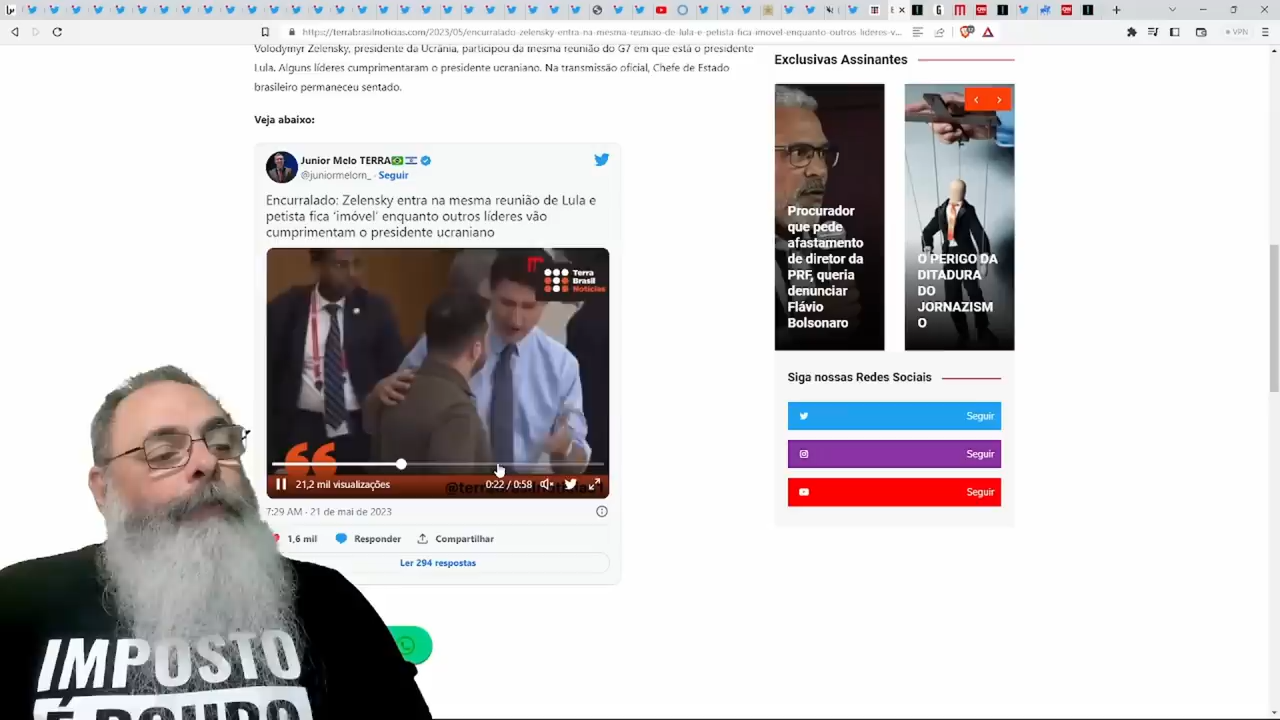 VPN
https://terrabrasilnoticias.com/2023/05/encurralado-zelensky-entra-na-mesma-reuniao-de-lula-e-petista-fica-imovel-enquanto-outros-lideres-v...
Volodymyr Zelensky, presidente da Ucrânia, participou da mesma reunião do G7 em que está o presidente
Lula. Alguns líderes cumprimentaram o presidente ucraniano. Na transmissão oficial, Chefe de Estado
brasileiro permaneceu sentado.
Veja abaixo:
Junior Melo TERRA
@juniormelorn_ · Seguir
Encurralado: Zelensky entra na mesma reunião de Lula e
petista fica ‘imóvel’ enquanto outros líderes vão
cumprimentam o presidente ucraniano
Terra
Brasil
Notícias
21,2 mil visualizações
0:22 / 0:58
7:29 AM · 21 de mai de 2023
1,6 mil
Responder
Compartilhar
Ler 294 respostas
Exclusivas Assinantes
Procurador
que pede
afastamento
de diretor da
PRF, queria
denunciar
Flávio
Bolsonaro
O PERIGO DA
DITADURA
DO
JORNAZISM
O
Siga nossas Redes Sociais
Seguir
Seguir
Seguir
IMPOSTO
É ROUBO